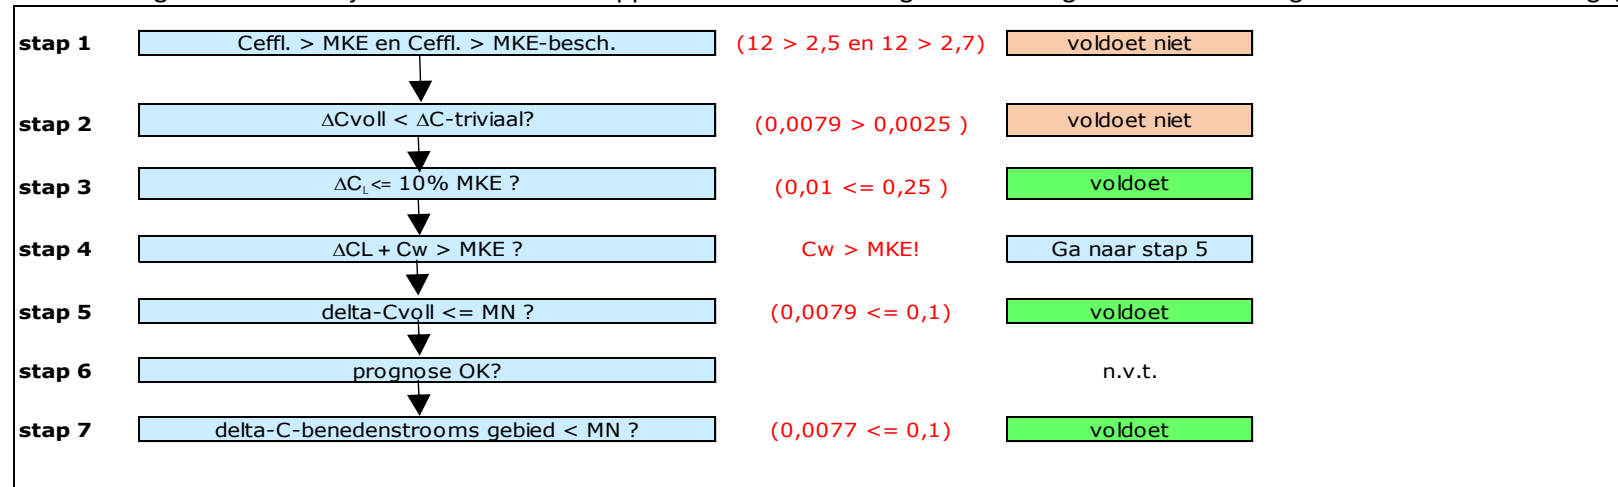 stap 1 Ceffl. > MKE en Ceffl. > MKE-besch. (12 > 2,5 en 12 > 2,7) voldoet niet
stap 2 ΔCvoll < ΔC-triviaal? (0,0079 > 0,0025 ) voldoet niet
stap 3 ΔCL <= 10% MKE ? (0,01 <= 0,25 ) voldoet
stap 4 ΔCL + Cw > MKE ? Cw > MKE! Ga naar stap 5
stap 5 delta-Cvoll <= MN ? (0,0079 <= 0,1) voldoet
stap 6 prognose OK? n.v.t.
stap 7 delta-C-benedenstrooms gebied < MN ? (0,0077 <= 0,1) voldoet